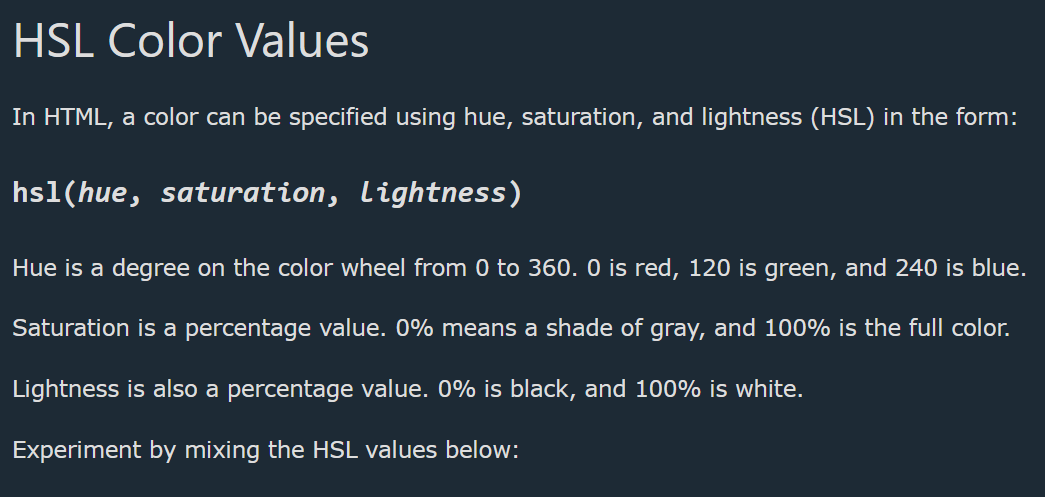 HSL Color Values
In HTML, a color can be specified using hue, saturation, and lightness (HSL) in the form:
hsl(hue, saturation, lightness)
Hue is a degree on the color wheel from 0 to 360. 0 is red, 120 is green, and 240 is blue.
Saturation is a percentage value. 0% means a shade of gray, and 100% is the full color.
Lightness is also a percentage value. 0% is black, and 100% is white.
Experiment by mixing the HSL values below: